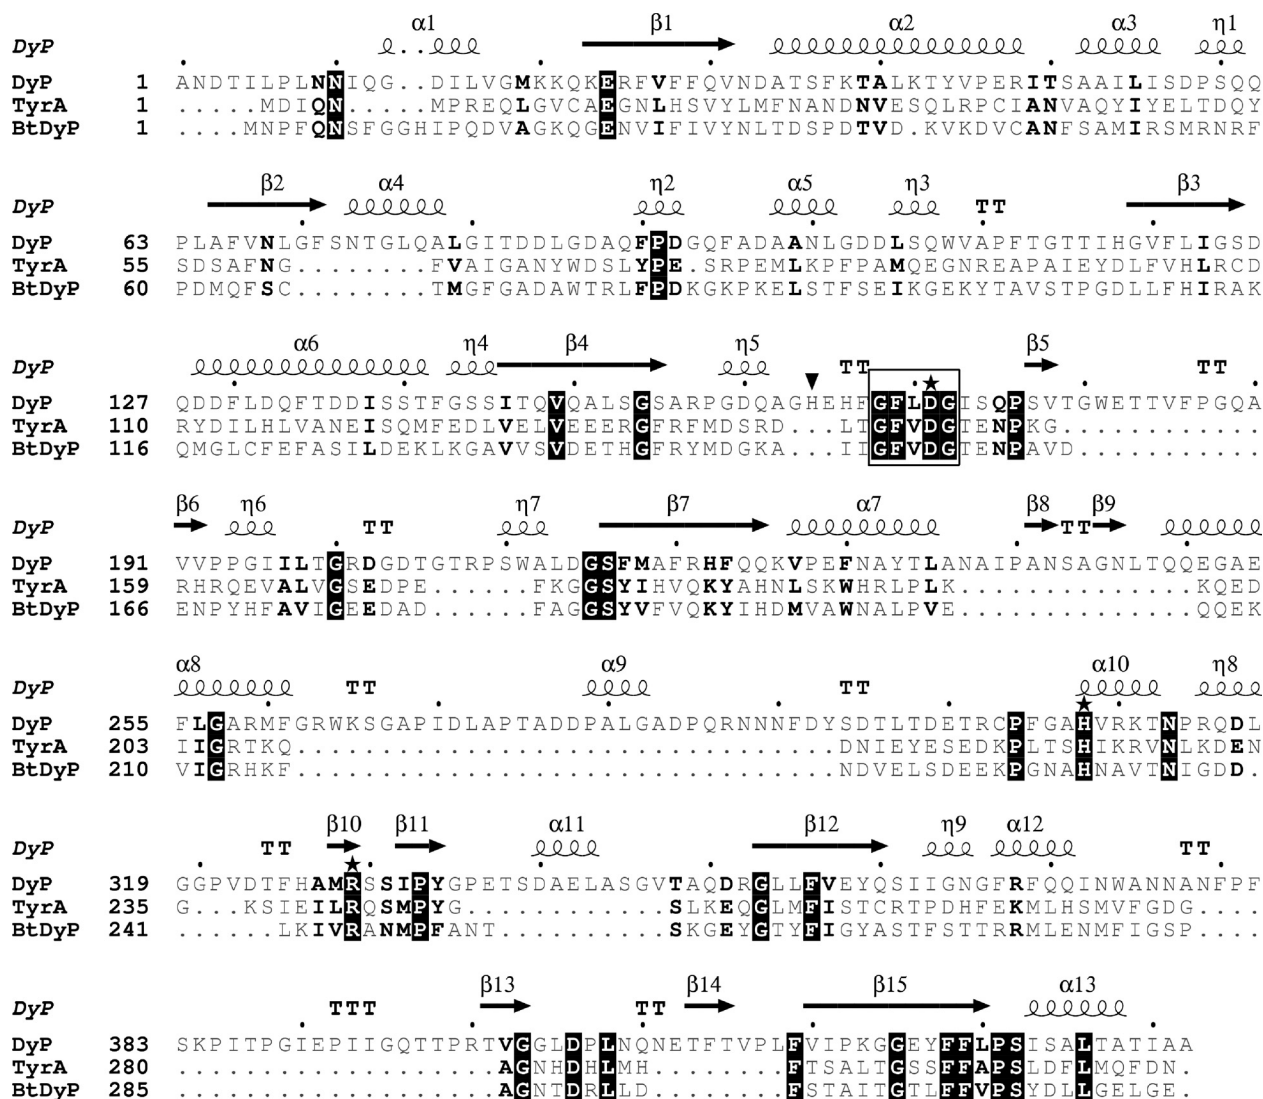 α1 β1 α2 α3 η1
DyP
DyP 1 ANDTILPLNNIQG..DILVGMKKQKERFVFFQVNDATSFKTALKTYVPERITSAAILISDPSQQ
TyrA 1 .....MDIQN.....MPREQLGVCAEGNLHSVYLMFNANDNVESQLRPCIANVAQYIYELTDQY
BtDyP 1 ....MNPFQNSFGGHIPQDVAGKQGENVIFIVYNLTDSPDTVD.KVKDVCANFSAMIRSMRNRF
β2 α4 η2 α5 η3 β3
DyP TT
DyP 63 PLAFVNLGFSNTGLQALGITDDLGDAQFPDGQFADAANLGDDLSQWVAPFTGTTIHGVFLIGSD
TyrA 55 SDSAFNG........FVAIGANYWDSLYPE.SRPEMLKPFPAMQEGNREAPAIEYDLFVHLRCD
BtDyP 60 PDMQFSC........TMGFGADAWTRLFPDKGKPKELSTFSEIKGEKYTAVSTPGDLLFHIRAK
α6 η4 β4 η5 β5
DyP TT TT
DyP 127 QDDFLDQFTDDISSTFGSSITQVQALSGSARPGDQAGHEHTGFLDGISQPSVTGWETTVFPGQA
TyrA 110 RYDILHLVANEISQMFEDLVELVEEERGFRFMDSRD...LTGFVDGTENPKG............
BtDyP 116 QMGLCFEFASILDEKLKGAVVSVDETHGFRYMDGKA...IIGFVDGTENPAVD...........
β6 η6 η7 β7 α7 β8 β9
DyP TT TT
DyP 191 VVPPGIILTGRDGDTGTRPSWALDGSFMAFRHFQQKVPEFNAYTLANAIPANSAGNLTQQEGAE
TyrA 159 RHRQEVALVGSEDPE......FKGGSYIHVQKYAHNLSKWHRLPLK..............KQED
BtDyP 166 ENPYHFAVIGEEDAD......FAGGSYVFVQKYIHDMVAWNALPVE..............QQEK
α8 α9 α10 η8
DyP TT TT
DyP 255 FLGARMFGRWKSGAPIDLAPTADDPALGADPQRNNNFDYSDTLTDETRCPFGAHVRKTNPRQDL
TyrA 203 IIGRTKQ................................DNIEYESEDKPLTSHIKRVNLKDEN
BtDyP 210 VIGRHKF................................NDVELSDEEKPGNAHNAVTNIGDD.
β10 β11 α11 β12 η9 α12
DyP TT TT
DyP 319 GGPVDTFHAMRSSIPYGPETSDAELASGVTAQDRGLLFVEYQSIIGNGFRFQQINWANNANFPF
TyrA 235 G...KSIEILRQSMPYG............SLKEQGLMFISTCRTPDHFEKMLHSMVFGDG....
BtDyP 241 ......LKIVRANMPFANT..........SKGEYGTYFIGYASTFSTTRRMLENMFIGSP....
β13 β14 β15 α13
DyP TTT TT
DyP 383 SKPITPGIEPIIGQTTPRTVGGLDPLNQNETFTVPLFVIPKGGEYFFLPSISALTATIAA
TyrA 280 ...................AGNHDHLMH........FTSALTGSSFFAPSLDFLMQFDN.
BtDyP 285 ...................AGNTDRLLD........FSTAITGTLFFVPSYDLLGELGE.